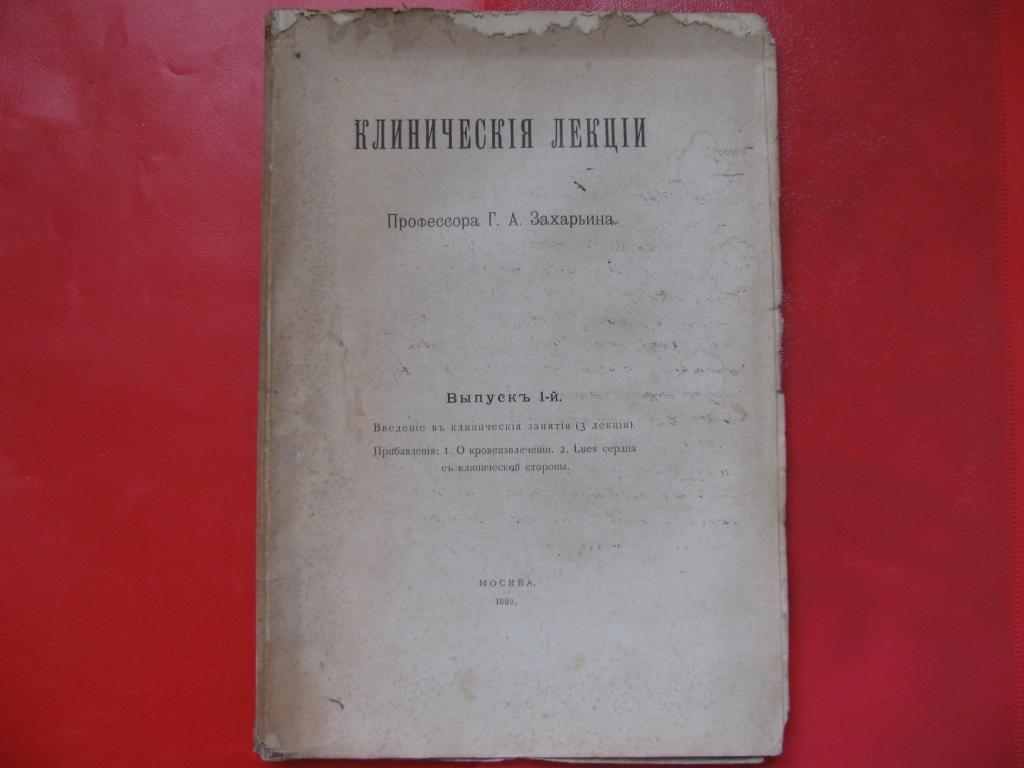 КЛИНИЧЕСКІЯ ЛЕКЦІИ
Профессора Г. А. Захарьина.
Выпускъ 1-й.
Введеніе въ клиническія занятія (3 лекціи).
Прибавленія: 1. О кровеизвлеченіи. 2. Lues сердца
съ клинической стороны.
МОСКВА.
1889.